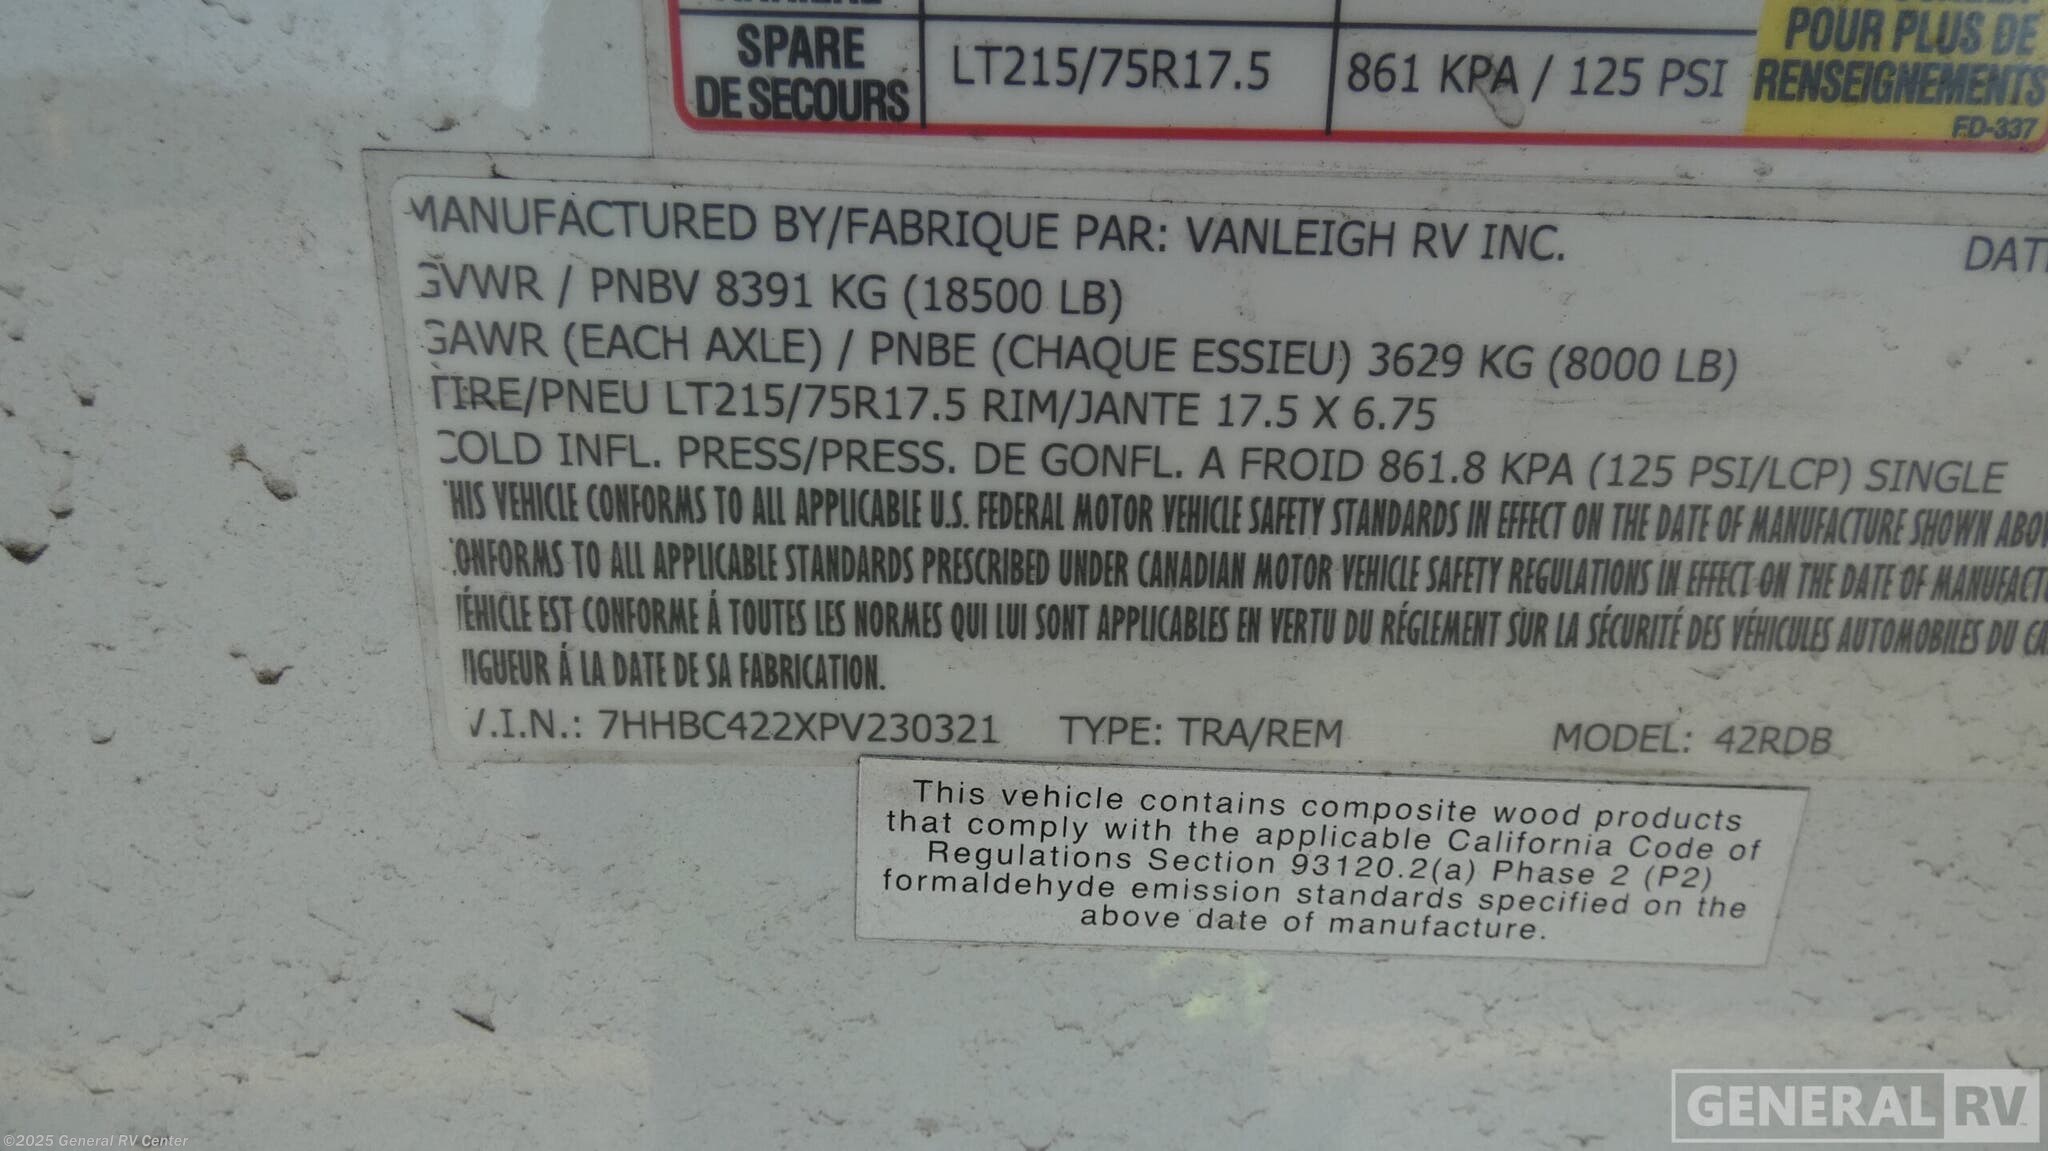 SPARE
DE SECOURS
LT215/75R17.5
861 KPA / 125 PSI
POUR PLUS DE
RENSEIGNEMENTS
FD-337
MANUFACTURED BY/FABRIQUE PAR: VANLEIGH RV INC.
GVWR / PNBV 8391 KG (18500 LB)
GAWR (EACH AXLE) / PNBE (CHAQUE ESSIEU) 3629 KG (8000 LB)
TIRE/PNEU LT215/75R17.5 RIM/JANTE 17.5 X 6.75
COLD INFL. PRESS/PRESS. DE GONFL. A FROID 861.8 KPA (125 PSI/LCP) SINGLE
THIS VEHICLE CONFORMS TO ALL APPLICABLE U.S. FEDERAL MOTOR VEHICLE SAFETY STANDARDS IN EFFECT ON THE DATE OF MANUFACTURE SHOWN
CONFORMS TO ALL APPLICABLE STANDARDS PRESCRIBED UNDER CANADIAN MOTOR VEHICLE SAFETY REGULATIONS IN EFFECT ON THE DATE OF
VÉHICLE EST CONFORME Á TOUTES LES NORMES QUI LUI SONT APPLICABLES EN VERTU DU RÉGLEMENT SUR LA SÉCURITÉ DES VÉHICULES AUTOMOBILES DU
VIGUEUR Á LA DATE DE SA FABRICATION.
V.I.N.: 7HHBC422XPV230321 TYPE: TRA/REM MODEL: 42RDB
This vehicle contains composite wood products
that comply with the applicable California Code of
Regulations Section 93120.2(a) Phase 2 (P2)
formaldehyde emission standards specified on the
above date of manufacture.
GENERAL RV
©2025 General RV Center